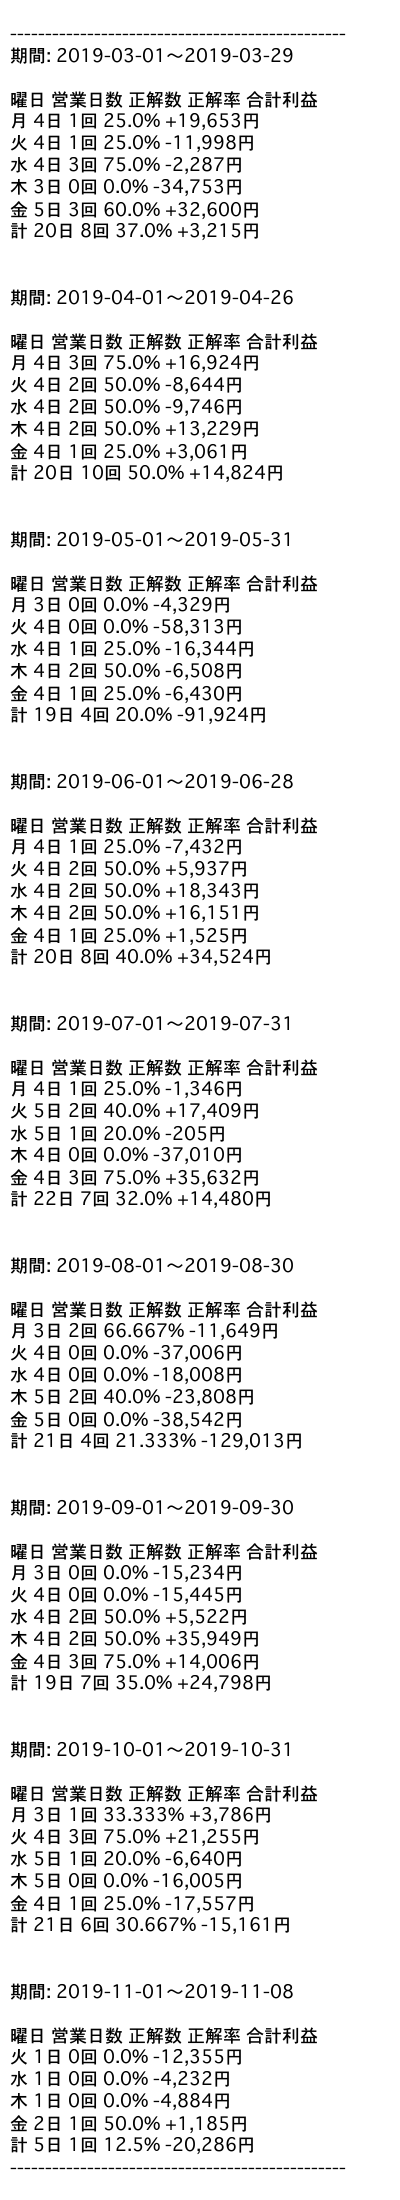 ------------------------------------------------
期間: 2019-03-01〜2019-03-29
曜日 営業日数 正解数 正解率 合計利益
月 4日 1回 25.0% +19,653円
火 4日 1回 25.0% -11,998円
水 4日 3回 75.0% -2,287円
木 3日 0回 0.0% -34,753円
金 5日 3回 60.0% +32,600円
計 20日 8回 37.0% +3,215円
期間: 2019-04-01〜2019-04-26
曜日 営業日数 正解数 正解率 合計利益
月 4日 3回 75.0% +16,924円
火 4日 2回 50.0% -8,644円
水 4日 2回 50.0% -9,746円
木 4日 2回 50.0% +13,229円
金 4日 1回 25.0% +3,061円
計 20日 10回 50.0% +14,824円
期間: 2019-05-01〜2019-05-31
曜日 営業日数 正解数 正解率 合計利益
月 3日 0回 0.0% -4,329円
火 4日 0回 0.0% -58,313円
水 4日 1回 25.0% -16,344円
木 4日 2回 50.0% -6,508円
金 4日 1回 25.0% -6,430円
計 19日 4回 20.0% -91,924円
期間: 2019-06-01〜2019-06-28
曜日 営業日数 正解数 正解率 合計利益
月 4日 1回 25.0% -7,432円
火 4日 2回 50.0% +5,937円
水 4日 2回 50.0% +18,343円
木 4日 2回 50.0% +16,151円
金 4日 1回 25.0% +1,525円
計 20日 8回 40.0% +34,524円
期間: 2019-07-01〜2019-07-31
曜日 営業日数 正解数 正解率 合計利益
月 4日 1回 25.0% -1,346円
火 5日 2回 40.0% +17,409円
水 5日 1回 20.0% -205円
木 4日 0回 0.0% -37,010円
金 4日 3回 75.0% +35,632円
計 22日 7回 32.0% +14,480円
期間: 2019-08-01〜2019-08-30
曜日 営業日数 正解数 正解率 合計利益
月 3日 2回 66.667% -11,649円
火 4日 0回 0.0% -37,006円
水 4日 0回 0.0% -18,008円
木 5日 2回 40.0% -23,808円
金 5日 0回 0.0% -38,542円
計 21日 4回 21.333% -129,013円
期間: 2019-09-01〜2019-09-30
曜日 営業日数 正解数 正解率 合計利益
月 3日 0回 0.0% -15,234円
火 4日 0回 0.0% -15,445円
水 4日 2回 50.0% +5,522円
木 4日 2回 50.0% +35,949円
金 4日 3回 75.0% +14,006円
計 19日 7回 35.0% +24,798円
期間: 2019-10-01〜2019-10-31
曜日 営業日数 正解数 正解率 合計利益
月 3日 1回 33.333% +3,786円
火 4日 3回 75.0% +21,255円
水 5日 1回 20.0% -6,640円
木 5日 0回 0.0% -16,005円
金 4日 1回 25.0% -17,557円
計 21日 6回 30.667% -15,161円
期間: 2019-11-01〜2019-11-08
曜日 営業日数 正解数 正解率 合計利益
火 1日 0回 0.0% -12,355円
水 1日 0回 0.0% -4,232円
木 1日 0回 0.0% -4,884円
金 2日 1回 50.0% +1,185円
計 5日 1回 12.5% -20,286円
------------------------------------------------